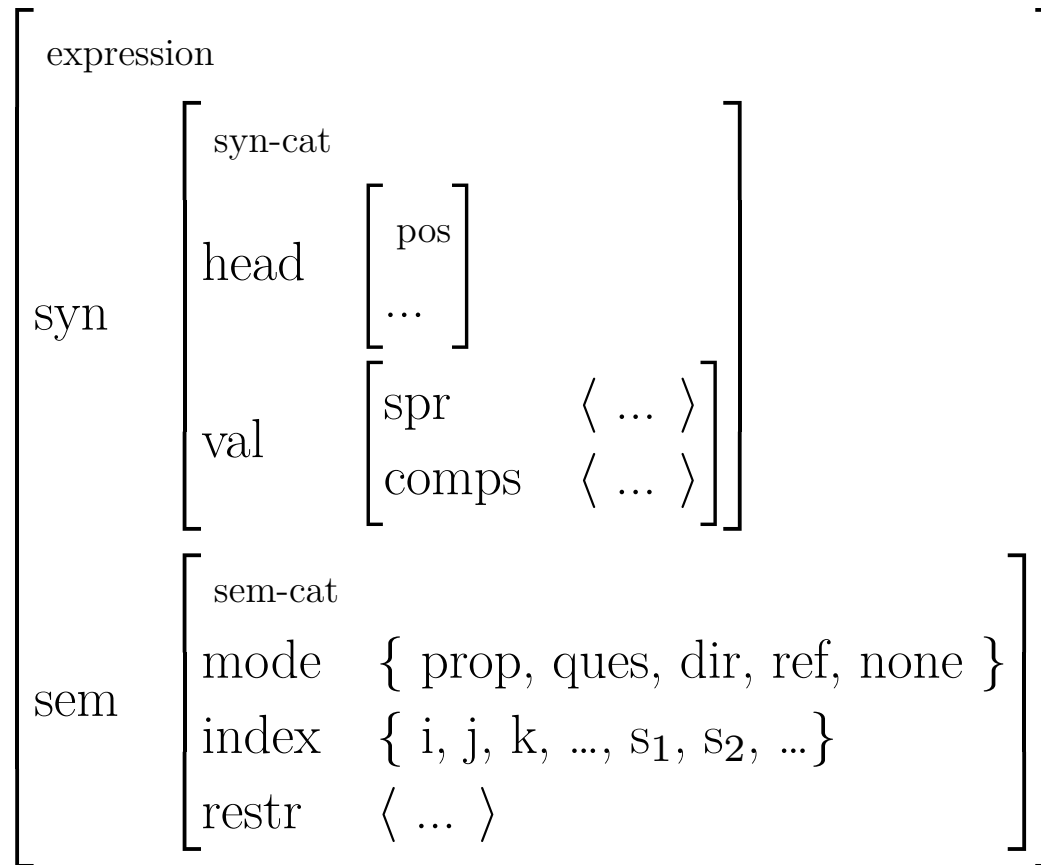 expression
syn-cat
head
pos
...
syn
val
spr ⟨ ... ⟩
comps ⟨ ... ⟩
sem-cat
mode { prop, ques, dir, ref, none }
sem
index { i, j, k, ..., s₁, s₂, ...}
restr ⟨ ... ⟩